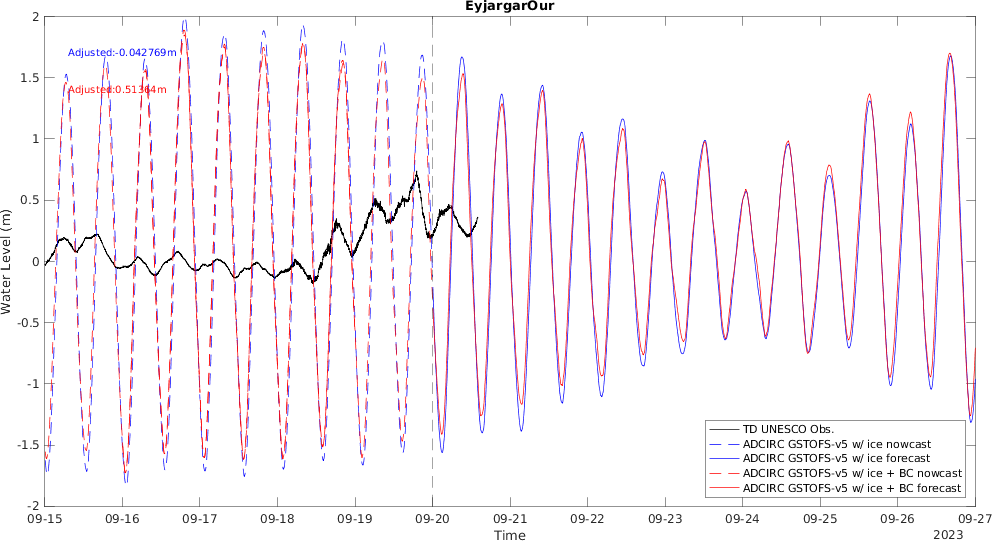 EyjargarOur
Adjusted:-0.042769m
Adjusted:0.51364m
Water Level (m)
2
1.5
1
0.5
0
-0.5
-1
-1.5
-2
TD UNESCO Obs.
ADCIRC GSTOFS-v5 w/ ice nowcast
ADCIRC GSTOFS-v5 w/ ice forecast
ADCIRC GSTOFS-v5 w/ ice + BC nowcast
ADCIRC GSTOFS-v5 w/ ice + BC forecast
09-15 09-16 09-17 09-18 09-19 09-20 09-21 09-22 09-23 09-24 09-25 09-26 09-27
Time
2023